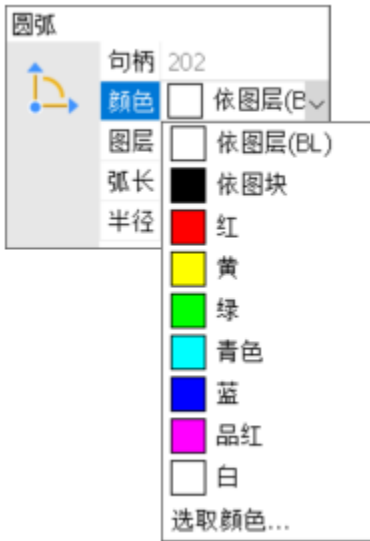 圆弧
句柄 202
颜色 依图层(B
图层 依图层(BL)
弧长 依图块
半径 红
黄
绿
青色
蓝
品红
白
选取颜色...